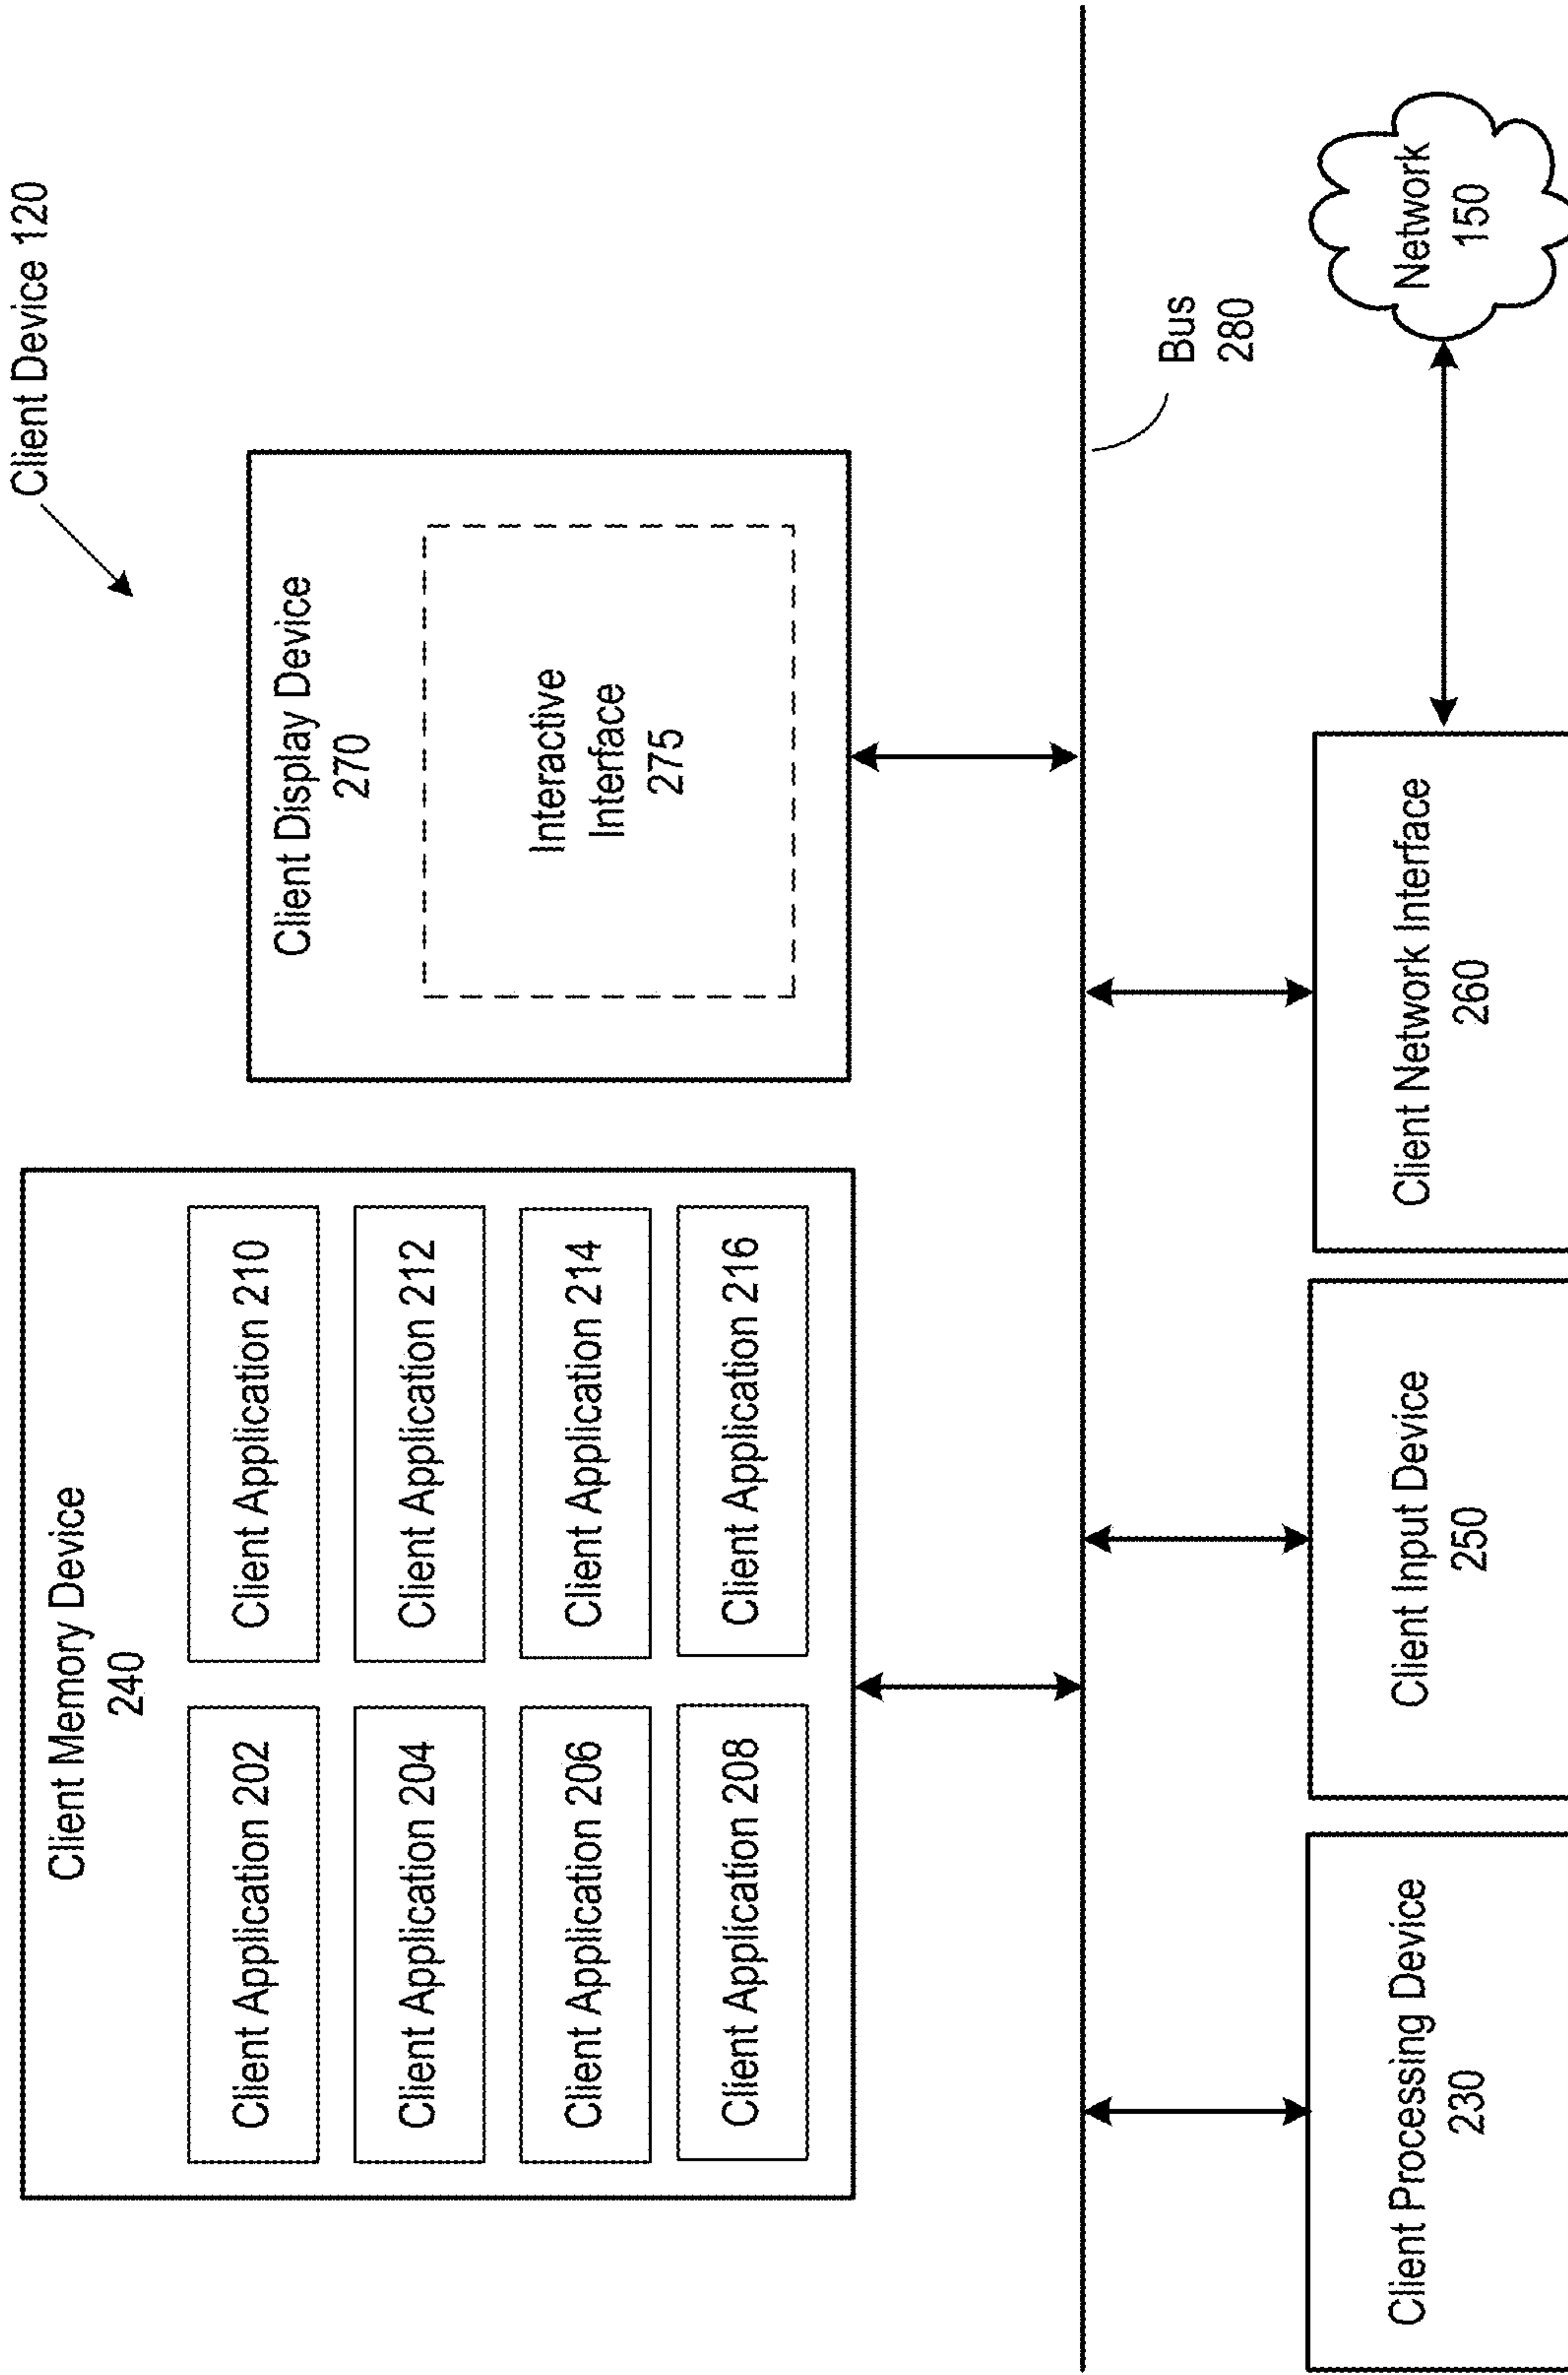 Client Device 120
Client Memory Device
240
Client Application 202
Client Application 210
Client Application 204
Client Application 212
Client Application 206
Client Application 214
Client Application 208
Client Application 216
Client Display Device
270
Interactive
Interface
275
Bus
280
Client Processing Device
230
Client Input Device
250
Client Network Interface
260
Network
150